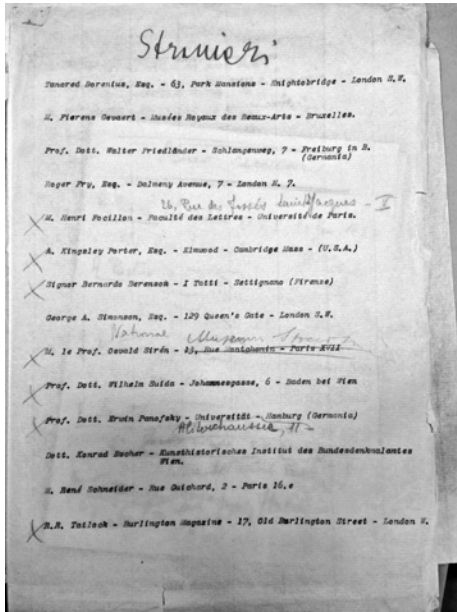 Stranieri
Tancred Borenius, Esq. - 63, Park Mansions - Knightsbridge - London S.W.
M. Fierens Gevaert - Musées Royaux des Beaux-Arts - Bruxelles.
Prof. Dott. Walter Friedländer - Schlangenweg, 7 - Freiburg in B.
(Germania)
Roger Fry, Esq. - Dalmeny Avenue, 7 - London N. 7.
26, Rue des Fossés Saint Jacques - V
M. Henri Focillon - Faculté des Lettres - Université de Paris.
A. Kingsley Porter, Esq. - Elmwood - Cambridge Mass - (U.S.A.)
Signor Bernardo Berenson - I Tatti - Settignano (Firenze)
George A. Simonson, Esq. - 129 Queen's Gate - London S.W.
National Museum
M. le Prof. Osvald Sirén - 13, Rue - Paris XVII
Prof. Dott. Wilhelm Suida - Johannesgasse, 6 - Baden bei Wien
Prof. Dott. Erwin Panofsky - Universität - Hamburg (Germania)
11
Dott. Konrad Escher - Kunsthistorisches Institut des Bundesdenkmalamtes
Wien.
M. René Schneider - Rue Guichard, 2 - Paris 16.e
R.R. Tatlock - Burlington Magazine - 17, Old Burlington Street - London W.